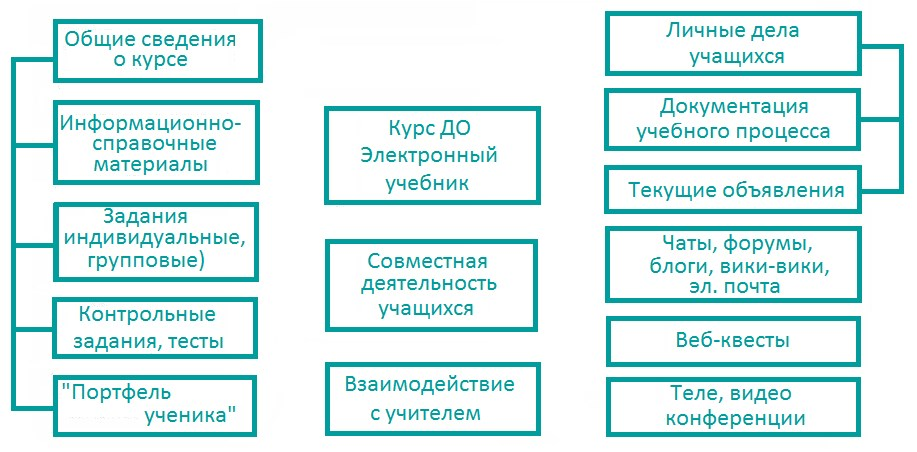 Общие сведения
о курсе
Информационно-
справочные
материалы
Задания
индивидуальные,
групповые)
Контрольные
задания, тесты
"Портфель
ученика"
Курс ДО
Электронный
учебник
Совместная
деятельность
учащихся
Взаимодействие
с учителем
Личные дела
учащихся
Документация
учебного процесса
Текущие объявления
Чаты, форумы,
блоги, вики-вики,
эл. почта
Веб-квесты
Теле, видео
конференции